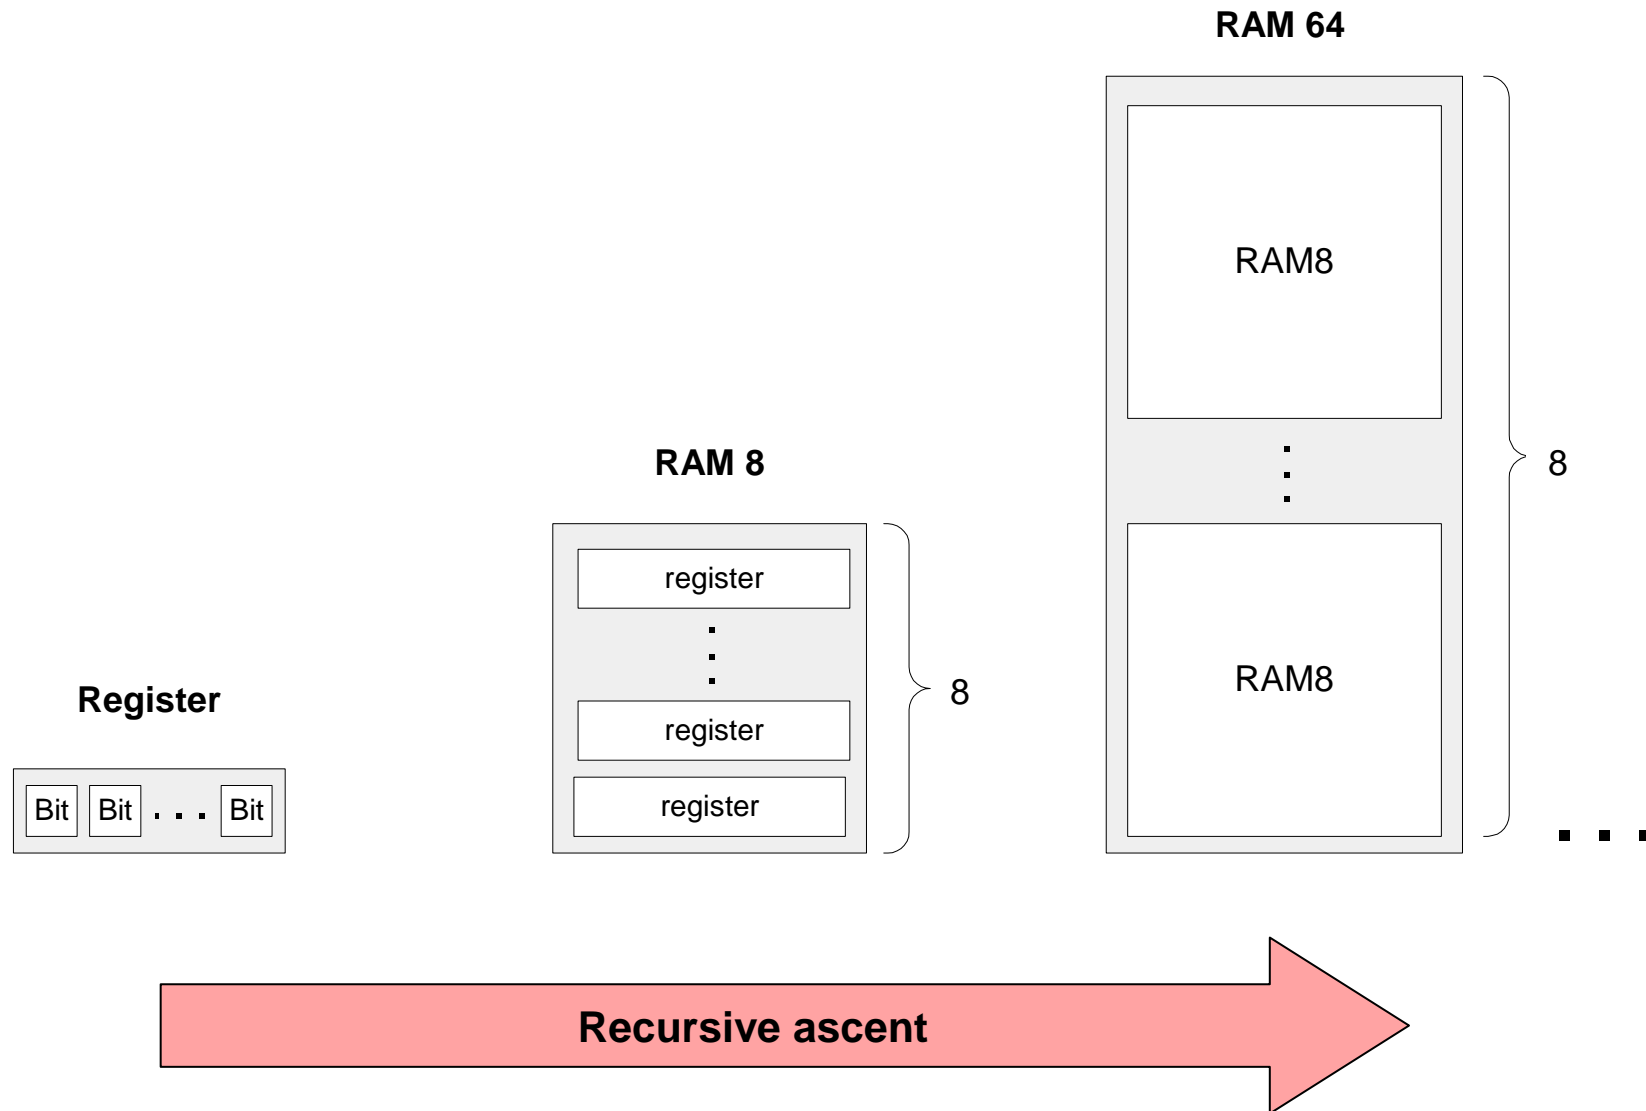 RAM 64
RAM8
8
RAM8
RAM 8
register
register
register
8
Register
Bit Bit . . . Bit
Recursive ascent